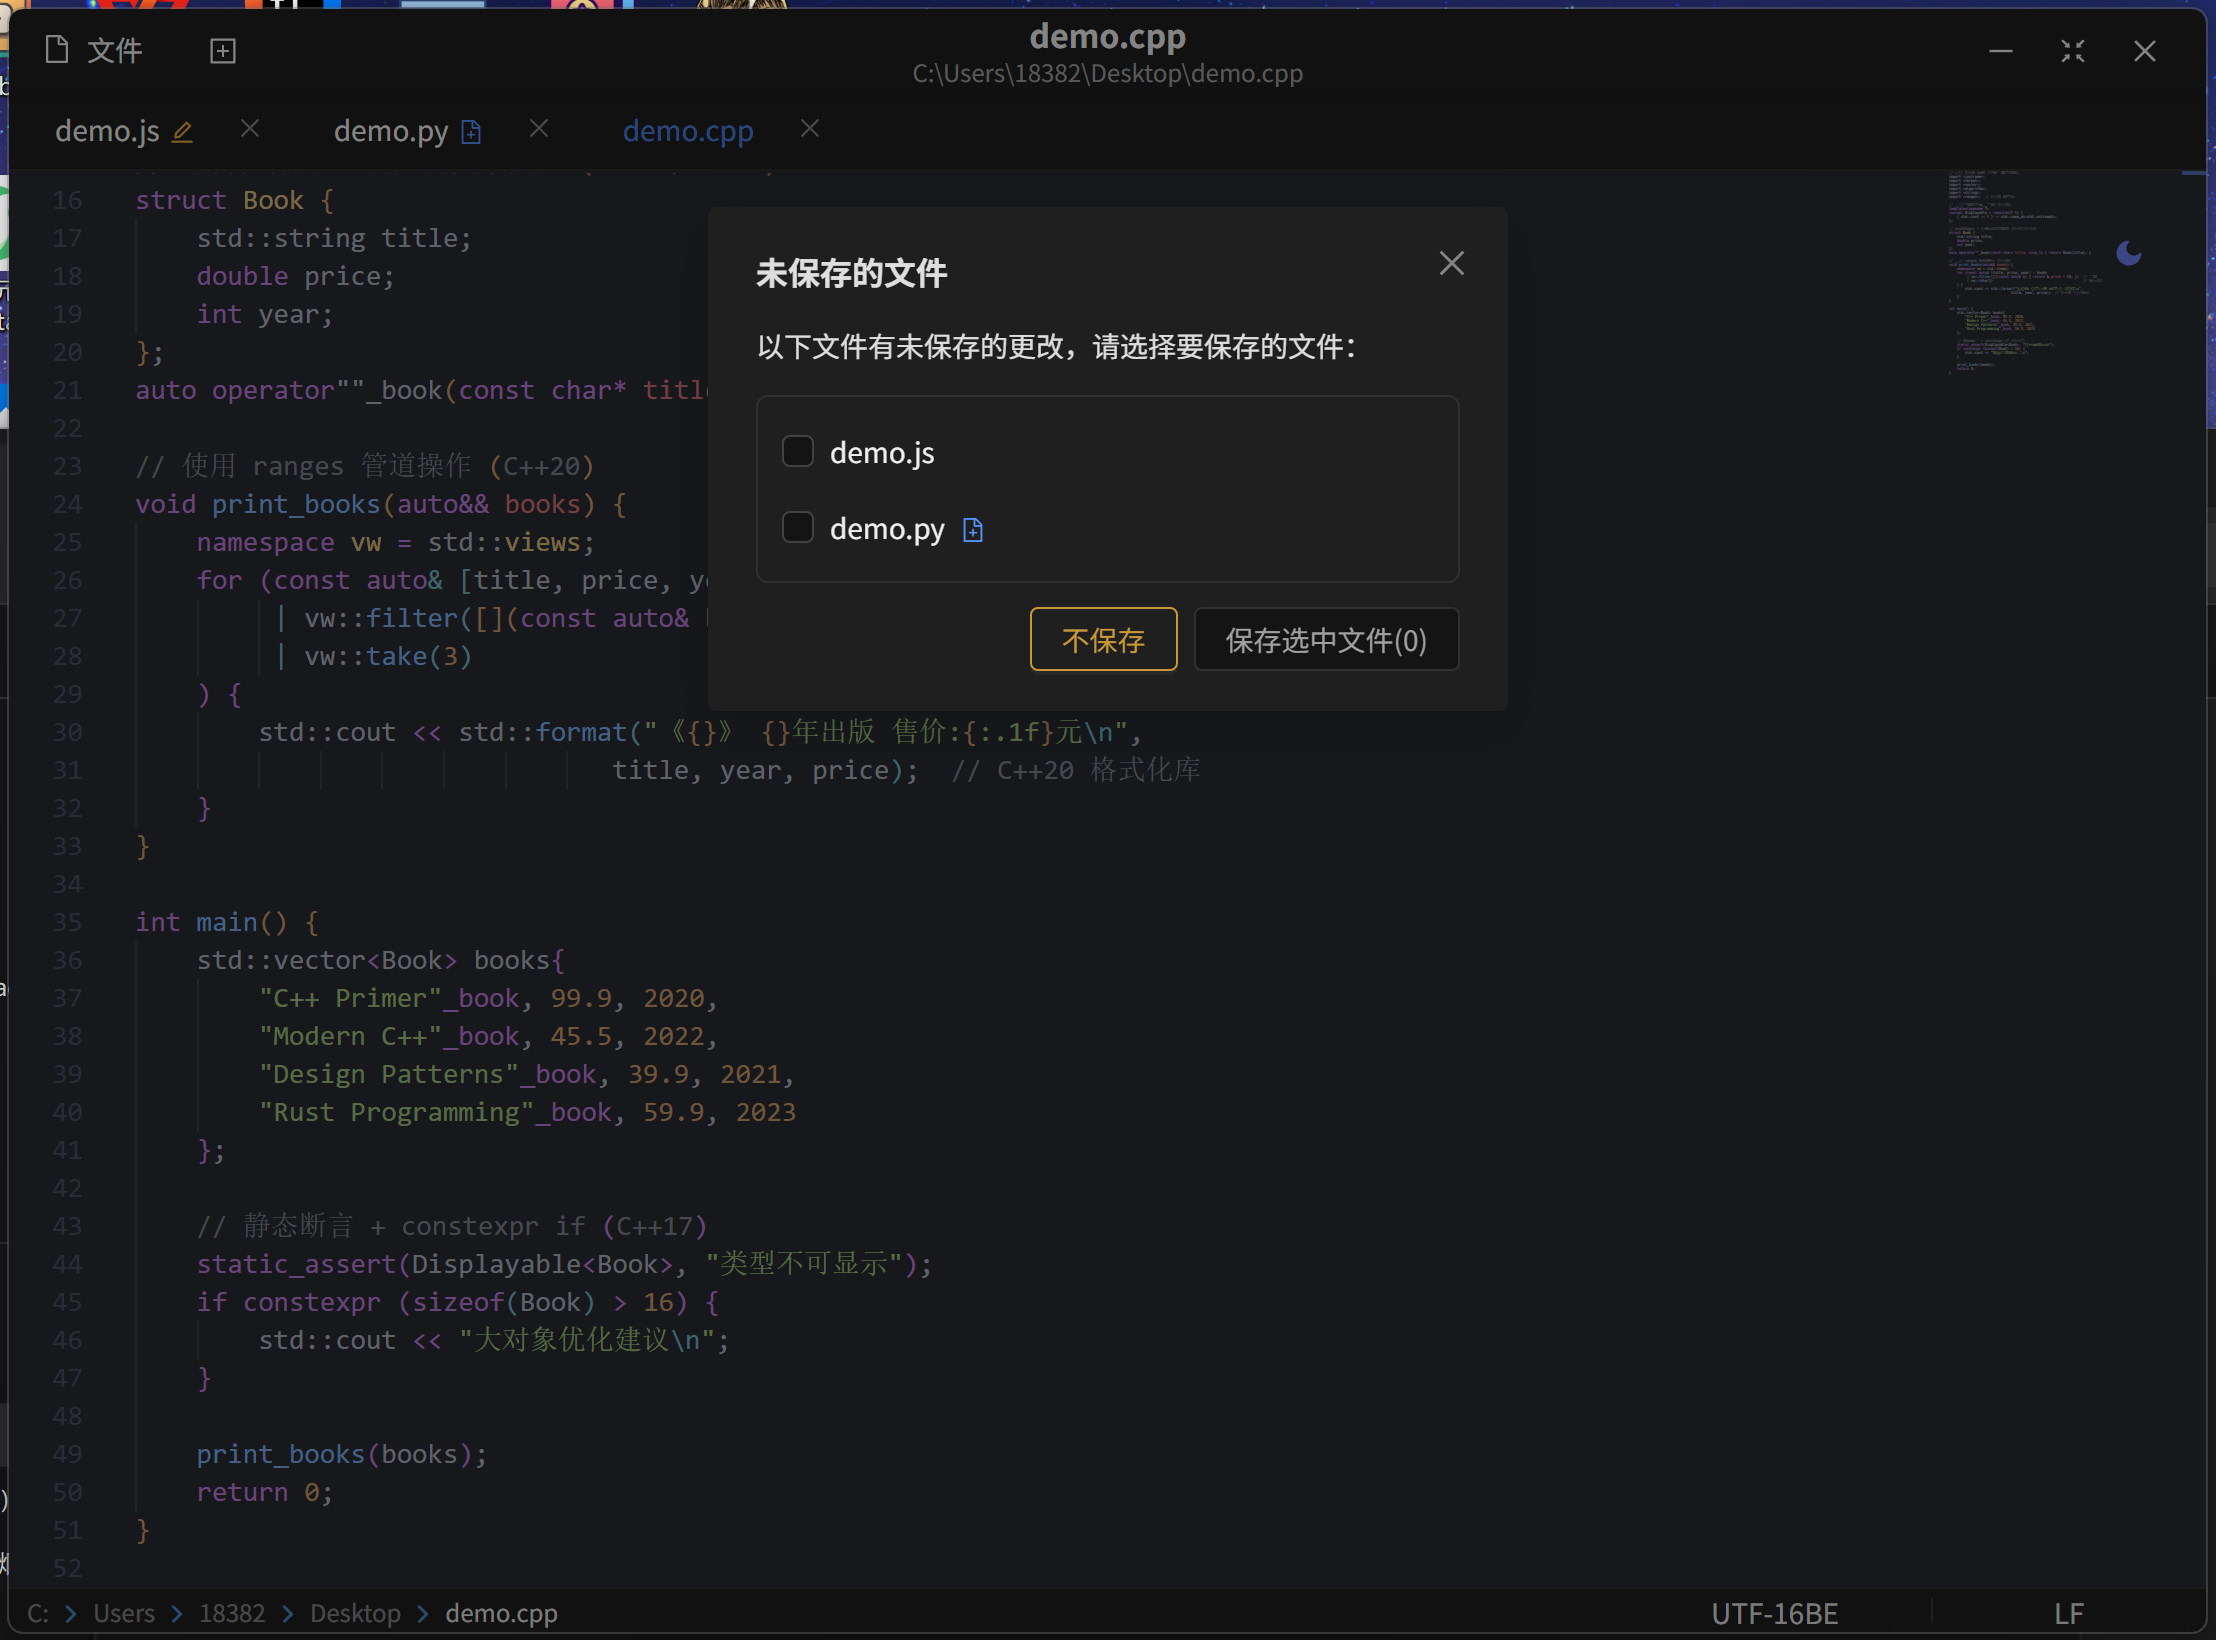 文件
demo.cpp
C:\Users\18382\Desktop\demo.cpp
demo.js
demo.py
demo.cpp
16 struct Book {
17 std::string title;
18 double price;
19 int year;
20 };
21 auto operator""_book(const char* title
22
23 // 使用 ranges 管道操作 (C++20)
24 void print_books(auto&& books) {
25 namespace vw = std::views;
26 for (const auto& [title, price, ye
27 | vw::filter([](const auto&
28 | vw::take(3)
29 ) {
30 std::cout << std::format("《{}》 {}年出版 售价:{:.1f}元\n",
31 title, year, price); // C++20 格式化库
32 }
33 }
34
35 int main() {
36 std::vector<Book> books{
37 "C++ Primer"_book, 99.9, 2020,
38 "Modern C++"_book, 45.5, 2022,
39 "Design Patterns"_book, 39.9, 2021,
40 "Rust Programming"_book, 59.9, 2023
41 };
42
43 // 静态断言 + constexpr if (C++17)
44 static_assert(Displayable<Book>, "类型不可显示");
45 if constexpr (sizeof(Book) > 16) {
46 std::cout << "大对象优化建议\n";
47 }
48
49 print_books(books);
50 return 0;
51 }
52
未保存的文件
以下文件有未保存的更改，请选择要保存的文件：
demo.js
demo.py
不保存
保存选中文件(0)
C: > Users > 18382 > Desktop > demo.cpp
UTF-16BE
LF